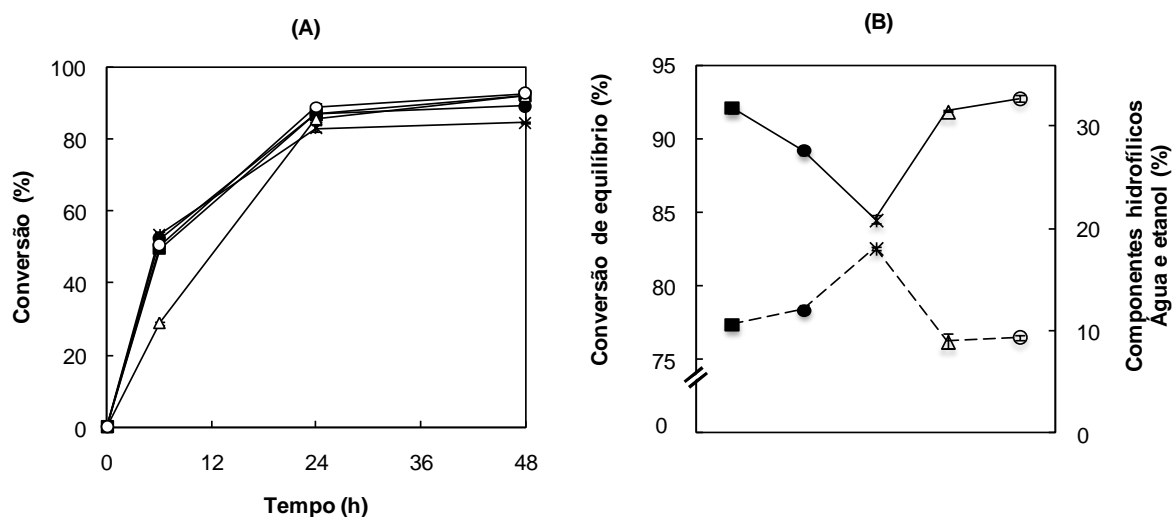 (A)
Conversão (%)
100
80
60
40
20
0
0 12 24 36 48
Tempo (h)
(B)
Conversão de equilíbrio (%)
95
90
85
80
75
0
30
20
10
0
Componentes hidrofílicos
Água e etanol (%)